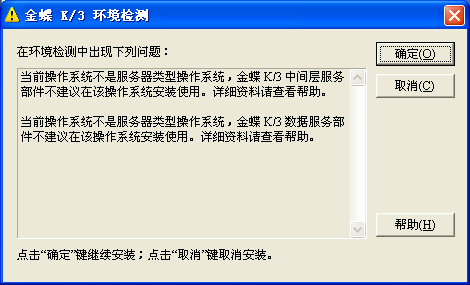 金蝶 K/3 环境检测
在环境检测中出现下列问题：
当前操作系统不是服务器类型操作系统，金蝶 K/3 中间层服务
部件不建议在该操作系统安装使用。详细资料请查看帮助。
当前操作系统不是服务器类型操作系统，金蝶 K/3 数据服务部
件不建议在该操作系统安装使用。详细资料请查看帮助。
确定(O)
取消(C)
帮助(H)
点击“确定”键继续安装；点击“取消”键取消安装。